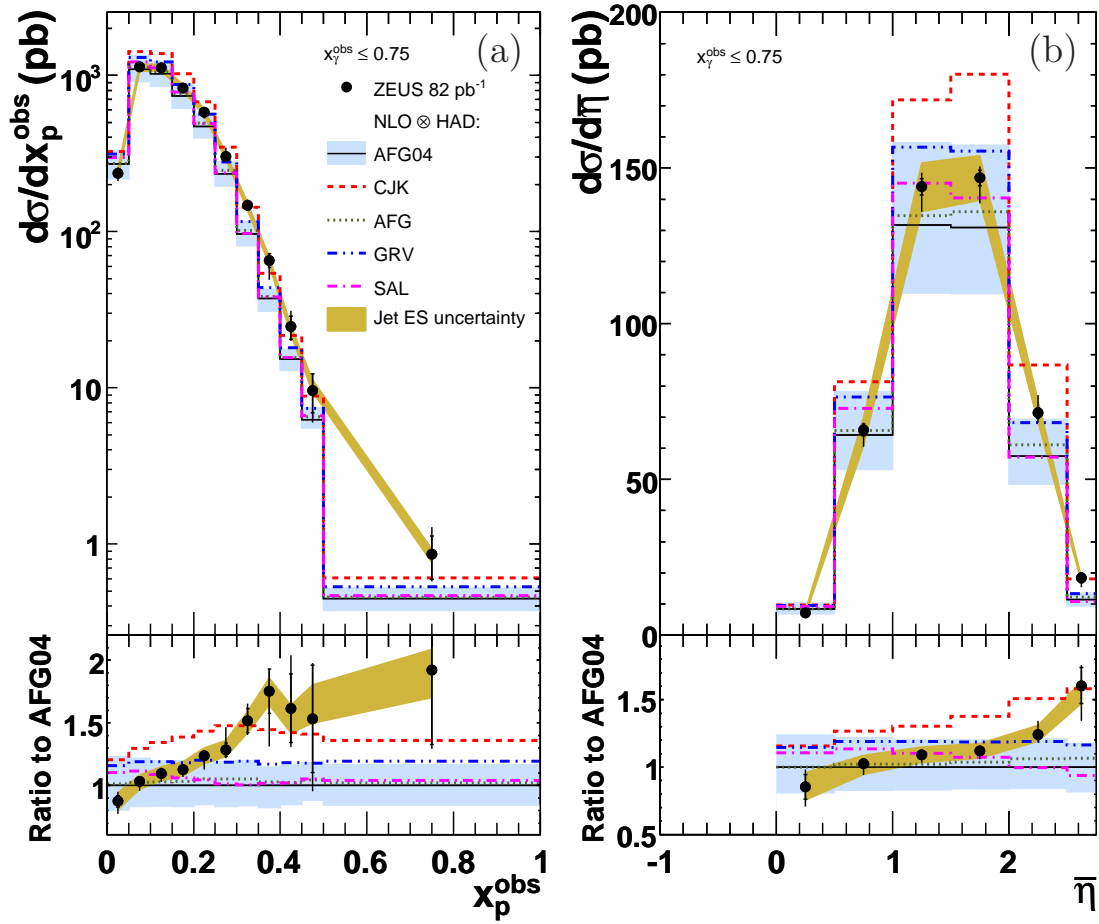 dσ/dx_p^obs (pb)
x_γ^obs ≤ 0.75
(a)
ZEUS 82 pb⁻¹
NLO ⊗ HAD:
AFG04
CJK
AFG
GRV
SAL
Jet ES uncertainty
10³
10²
10
1
Ratio to AFG04
2
1.5
1
0 0.2 0.4 0.6 0.8 1
x_p^obs
dσ/dη̅ (pb)
x_γ^obs ≤ 0.75
(b)
200
150
100
50
0
Ratio to AFG04
1.5
1
0.5
-1 0 1 2
η̅